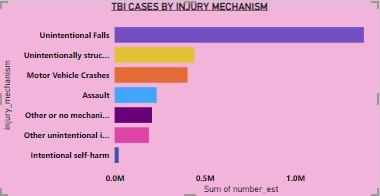 TBI CASES BY INJURY MECHANISM
injury_mechanism
Unintentional Falls
Unintentionally struc...
Motor Vehicle Crashes
Assault
Other or no mechani...
Other unintentional i...
Intentional self-harm
0.0M 0.5M 1.0M
Sum of number_est